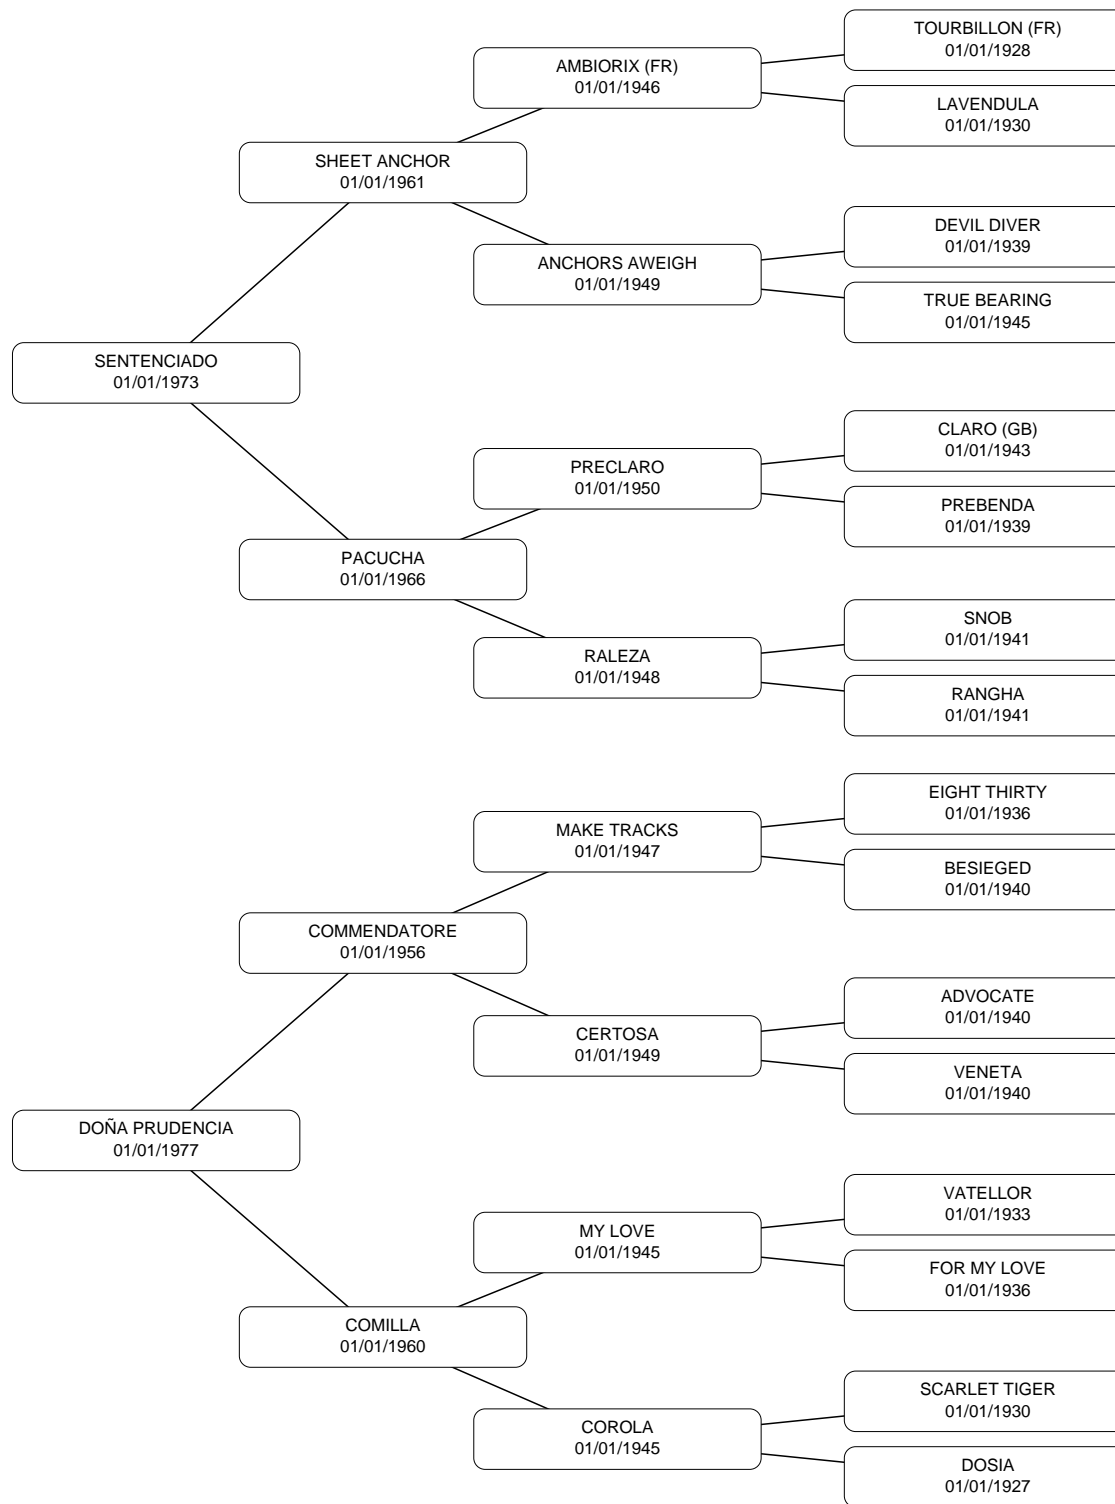 TOURBILLON (FR)
01/01/1928
AMBIORIX (FR)
01/01/1946
LAVENDULA
01/01/1930
SHEET ANCHOR
01/01/1961
DEVIL DIVER
01/01/1939
ANCHORS AWEIGH
01/01/1949
TRUE BEARING
01/01/1945
SENTENCIADO
01/01/1973
CLARO (GB)
01/01/1943
PRECLARO
01/01/1950
PREBENDA
01/01/1939
PACUCHA
01/01/1966
SNOB
01/01/1941
RALEZA
01/01/1948
RANGHA
01/01/1941
EIGHT THIRTY
01/01/1936
MAKE TRACKS
01/01/1947
BESIEGED
01/01/1940
COMMENDATORE
01/01/1956
ADVOCATE
01/01/1940
CERTOSA
01/01/1949
VENETA
01/01/1940
DOÑA PRUDENCIA
01/01/1977
VATELLOR
01/01/1933
MY LOVE
01/01/1945
FOR MY LOVE
01/01/1936
COMILLA
01/01/1960
SCARLET TIGER
01/01/1930
COROLA
01/01/1945
DOSIA
01/01/1927